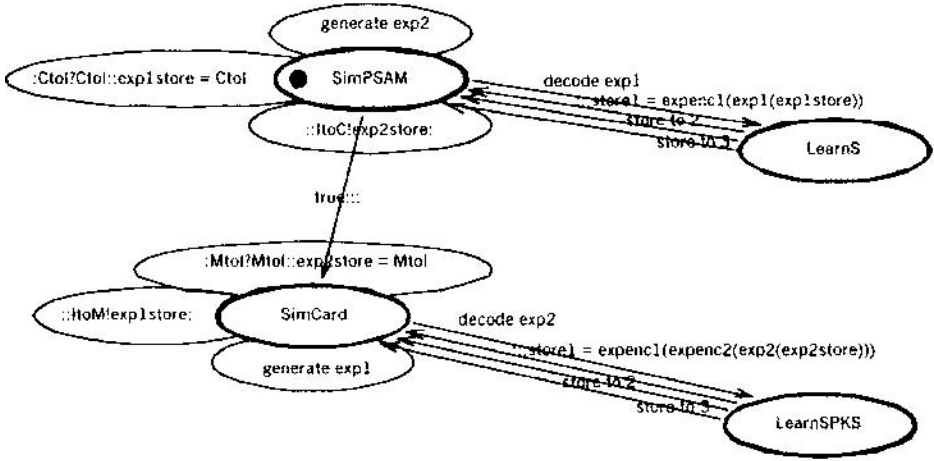 generate exp2
:CtoI?CtoI::exp1store = CtoI
SimPSAM
decode exp1
:::store1 = expenc1(exp1(exp1store))
::ItoC!exp2store:
store to 2
store to 3
LearnS
true:::
:MtoI?MtoI::exp2store = MtoI
::ItoM!exp1store:
SimCard
decode exp2
:::store1 = expenc1(expenc2(exp2(exp2store)))
generate exp1
store to 2
store to 3
LearnSPKS